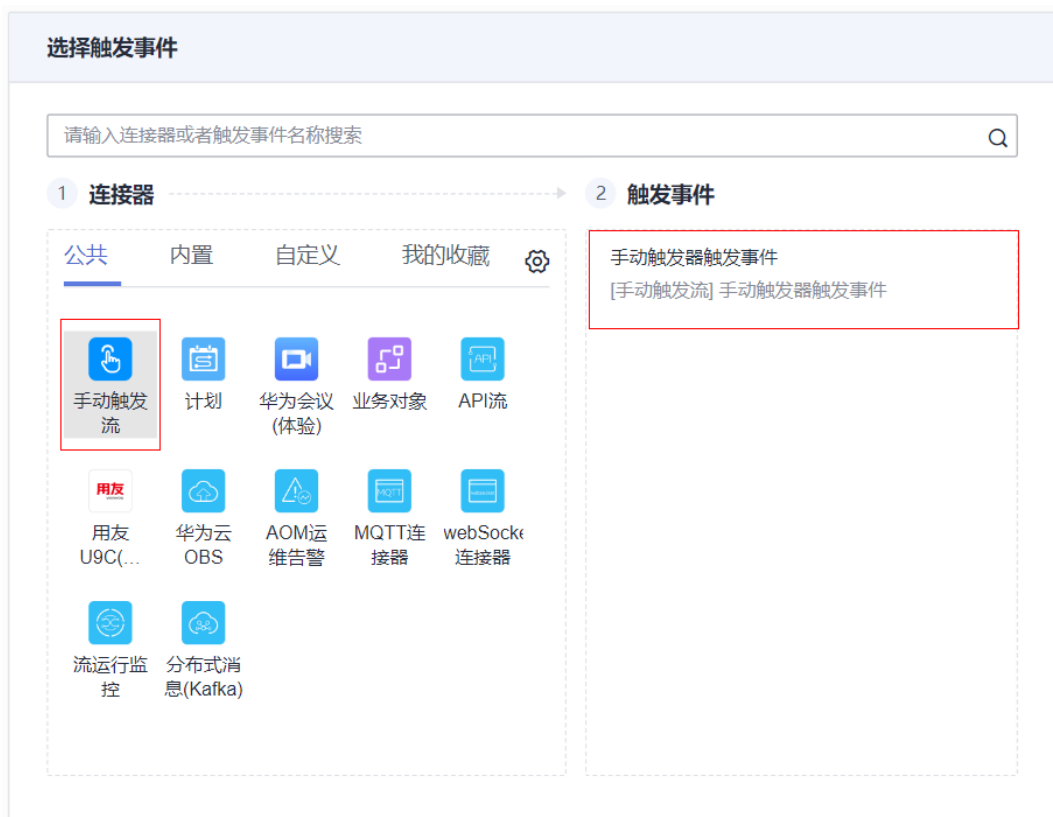 选择触发事件
请输入连接器或者触发事件名称搜索
1 连接器
2 触发事件
公共 内置 自定义 我的收藏
手动触发器触发事件
[手动触发流] 手动触发器触发事件
手动触发
流
计划
华为会议
(体验)
业务对象
API
API流
用友
用友
U9C(...
华为云
OBS
AOM运
维告警
MQTT
MQTT连
接器
webSocke
连接器
流运行监
控
分布式消
息(Kafka)